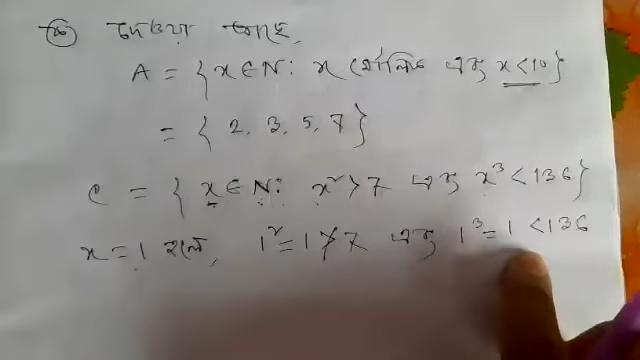 (ক) দেওয়া আছে,
A = {x∈N: x মৌলিক এবং x<10}
= {2, 3, 5, 7}
C = {x∈N: x²>7 এবং x³<136}
x=1 হলে, 1²=1≯7 এবং 1³=1<136